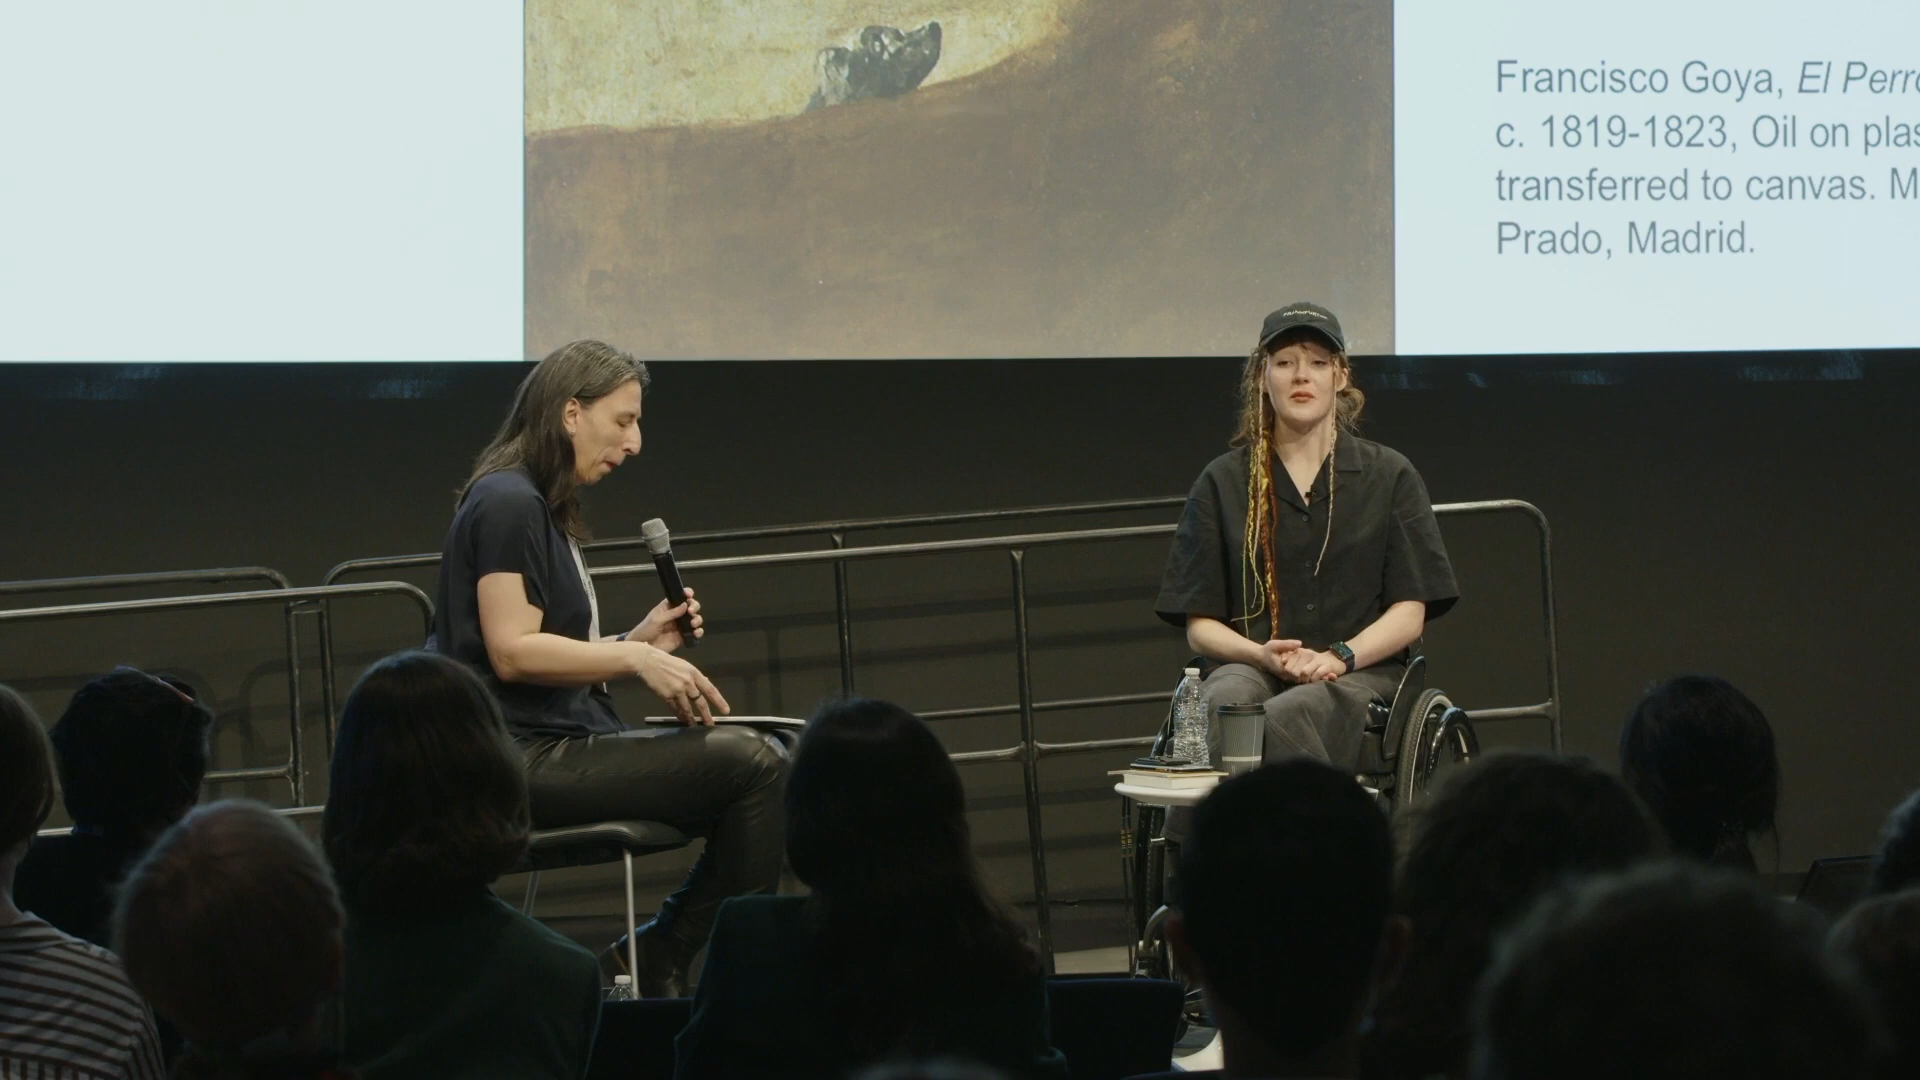 Francisco Goya, El Perro
c. 1819-1823, Oil on plas
transferred to canvas. M
Prado, Madrid.